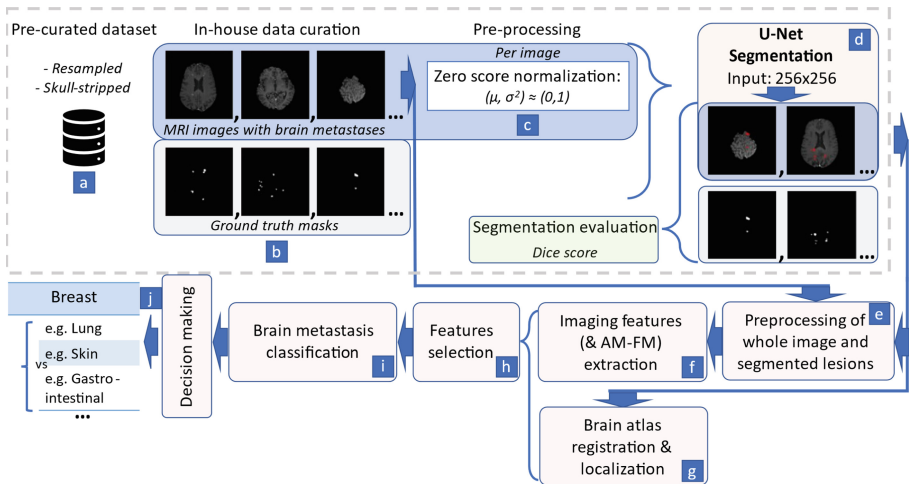 Pre-curated dataset
- Resampled
- Skull-stripped
a
In-house data curation
MRI images with brain metastases
, , ...
, , ...
Ground truth masks
b
Pre-processing
Per image
Zero score normalization:
(μ, σ²) ≈ (0,1)
c
U-Net
Segmentation
d
Input: 256x256
, ...
, ...
Segmentation evaluation
Dice score
e
Preprocessing of
whole image and
segmented lesions
Imaging features
(& AM-FM)
extraction
f
Brain atlas
registration &
localization
g
Features
selection
h
Brain metastasis
classification
i
Decision making
j
Breast
vs
e.g. Lung
e.g. Skin
e.g. Gastro-
intestinal
...